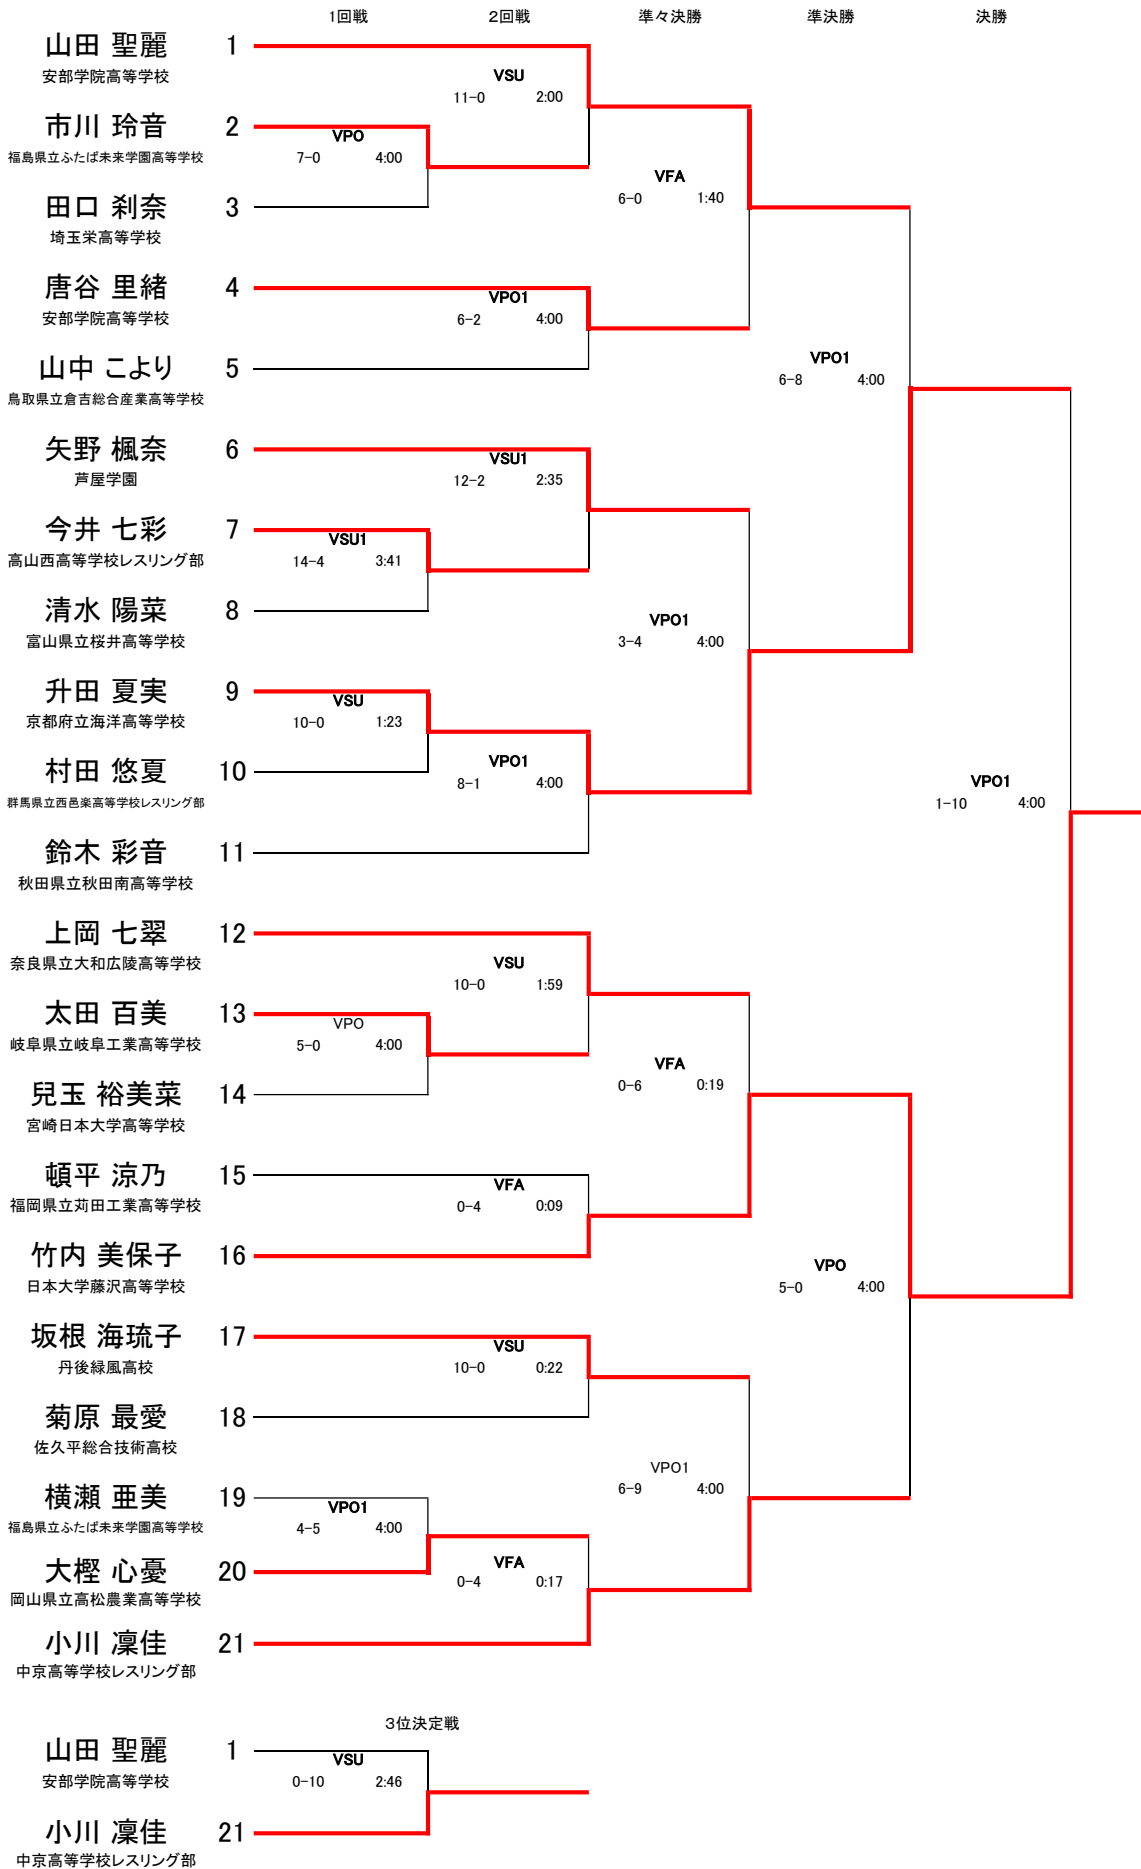 1回戦 2回戦 準々決勝 準決勝 決勝
山田 聖麗 1
安部学院高等学校
VSU
11-0 2:00
市川 玲音 2
福島県立ふたば未来学園高等学校
VPO
7-0 4:00
VFA
6-0 1:40
田口 刹奈 3
埼玉栄高等学校
唐谷 里緒 4
安部学院高等学校
VPO1
6-2 4:00
山中 こより 5
鳥取県立倉吉総合産業高等学校
VPO1
6-8 4:00
矢野 楓奈 6
芦屋学園
VSU1
12-2 2:35
今井 七彩 7
高山西高等学校レスリング部
VSU1
14-4 3:41
清水 陽菜 8
富山県立桜井高等学校
VPO1
3-4 4:00
升田 夏実 9
京都府立海洋高等学校
VSU
10-0 1:23
村田 悠夏 10
群馬県立西邑楽高等学校レスリング部
VPO1
8-1 4:00
VPO1
1-10 4:00
鈴木 彩音 11
秋田県立秋田南高等学校
上岡 七翠 12
奈良県立大和広陵高等学校
VSU
10-0 1:59
太田 百美 13
岐阜県立岐阜工業高等学校
VPO
5-0 4:00
VFA
0-6 0:19
兒玉 裕美菜 14
宮崎日本大学高等学校
頓平 涼乃 15
福岡県立苅田工業高等学校
VFA
0-4 0:09
竹内 美保子 16
日本大学藤沢高等学校
VPO
5-0 4:00
坂根 海琉子 17
丹後緑風高校
VSU
10-0 0:22
菊原 最愛 18
佐久平総合技術高校
VPO1
6-9 4:00
横瀬 亜美 19
福島県立ふたば未来学園高等学校
VPO1
4-5 4:00
大樫 心憂 20
岡山県立高松農業高等学校
VFA
0-4 0:17
小川 凜佳 21
中京高等学校レスリング部
3位決定戦
山田 聖麗 1
安部学院高等学校
VSU
0-10 2:46
小川 凜佳 21
中京高等学校レスリング部